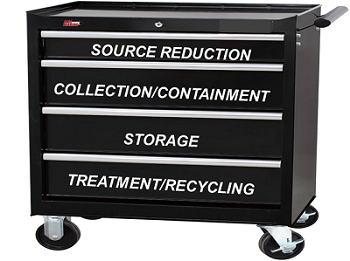 SOURCE REDUCTION
COLLECTION/CONTAINMENT
STORAGE
TREATMENT/RECYCLING